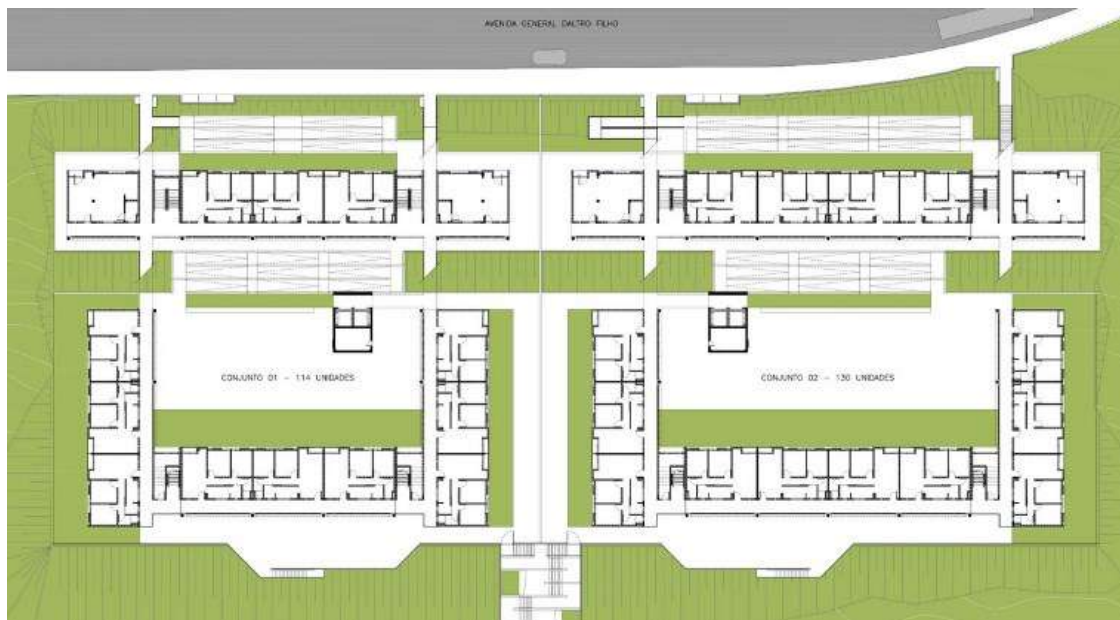 AVENIDA GENERAL DALTRO FILHO
CONJUNTO 01 - 114 UNIDADES
CONJUNTO 02 - 130 UNIDADES